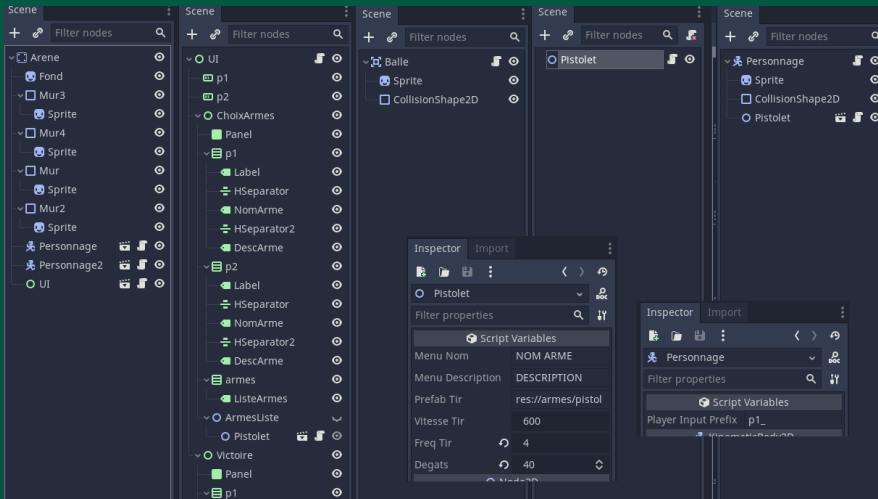 Scene
Filter nodes
Arene
Fond
Mur3
Sprite
Mur4
Sprite
Mur
Sprite
Mur2
Sprite
Personnage
Personnage2
UI
Scene
Filter nodes
UI
p1
p2
ChoixArmes
Panel
p1
Label
HSeparator
NomArme
HSeparator2
DescArme
p2
Label
HSeparator
NomArme
HSeparator2
DescArme
armes
ListeArmes
ArmesListe
Pistolet
Victoire
Panel
p1
Scene
Filter nodes
Balle
Sprite
CollisionShape2D
Scene
Filter nodes
Pistolet
Scene
Filter nodes
Personnage
Sprite
CollisionShape2D
Pistolet
Inspector Import
Pistolet
DOC
Filter properties
Script Variables
Menu Nom NOM ARME
Menu Description DESCRIPTION
Prefab Tir res://armes/pistol
Vitesse Tir 600
Freq Tir 4
Degats 40
Node2D
Inspector Import
Personnage
DOC
Filter properties
Script Variables
Player Input Prefix p1_
KinematicBody2D